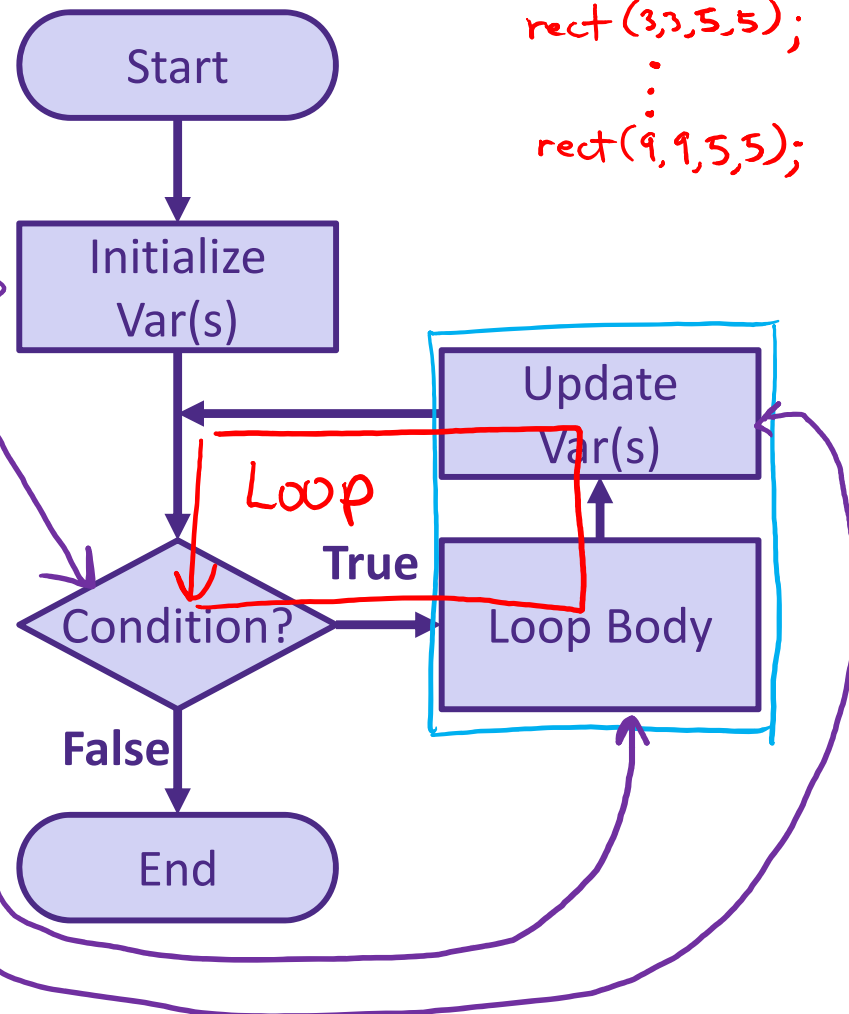 rect(3,3,5,5);
.
.
.
rect(9,9,5,5);
Start
Initialize
Var(s)
Update
Var(s)
Loop
True
Condition?
Loop Body
False
End